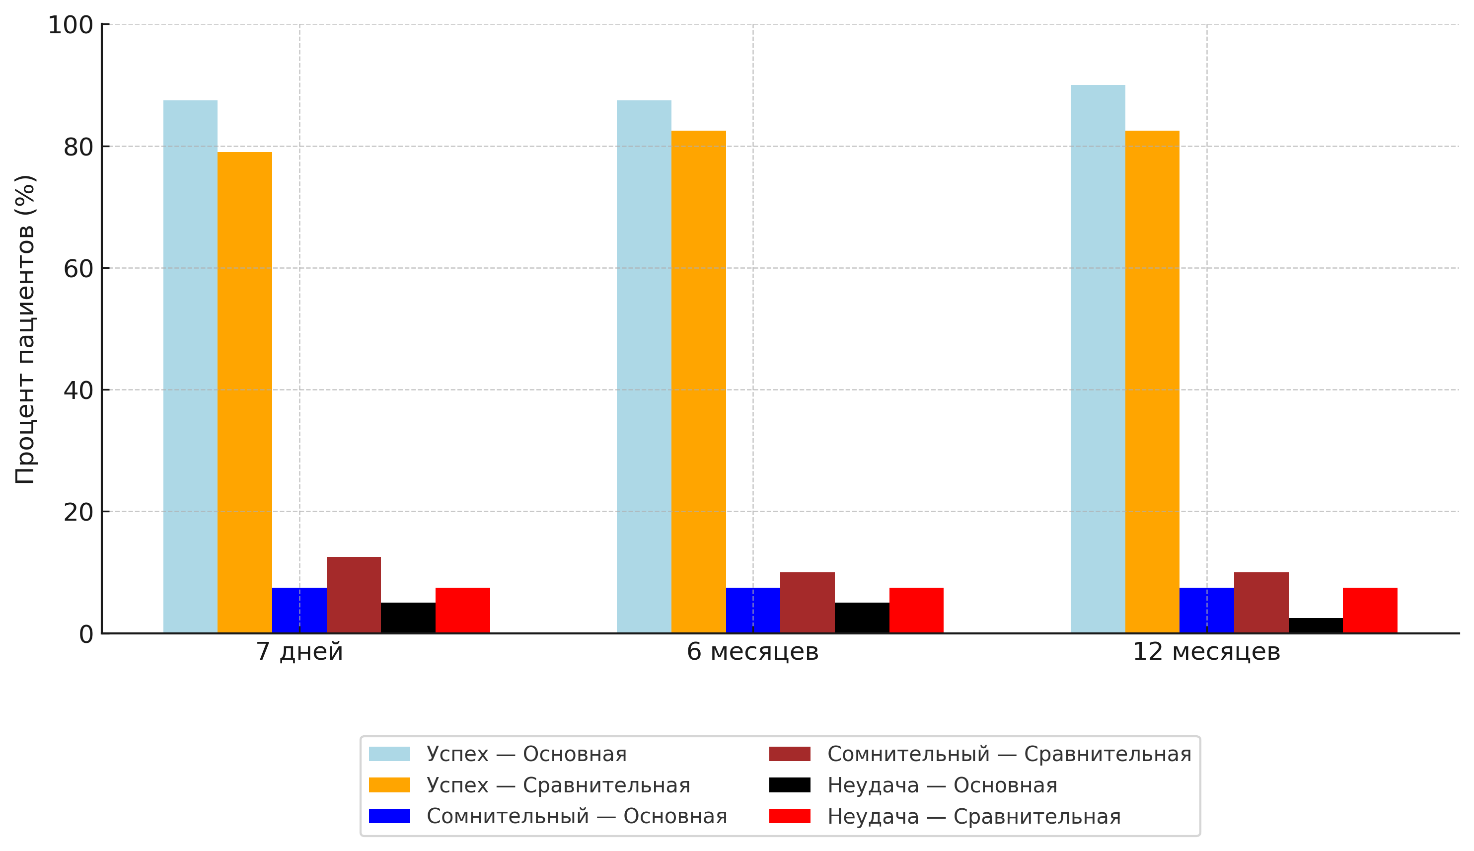 Процент пациентов (%)
100
80
60
40
20
0
7 дней
6 месяцев
12 месяцев
Успех — Основная
Успех — Сравнительная
Сомнительный — Основная
Сомнительный — Сравнительная
Неудача — Основная
Неудача — Сравнительная